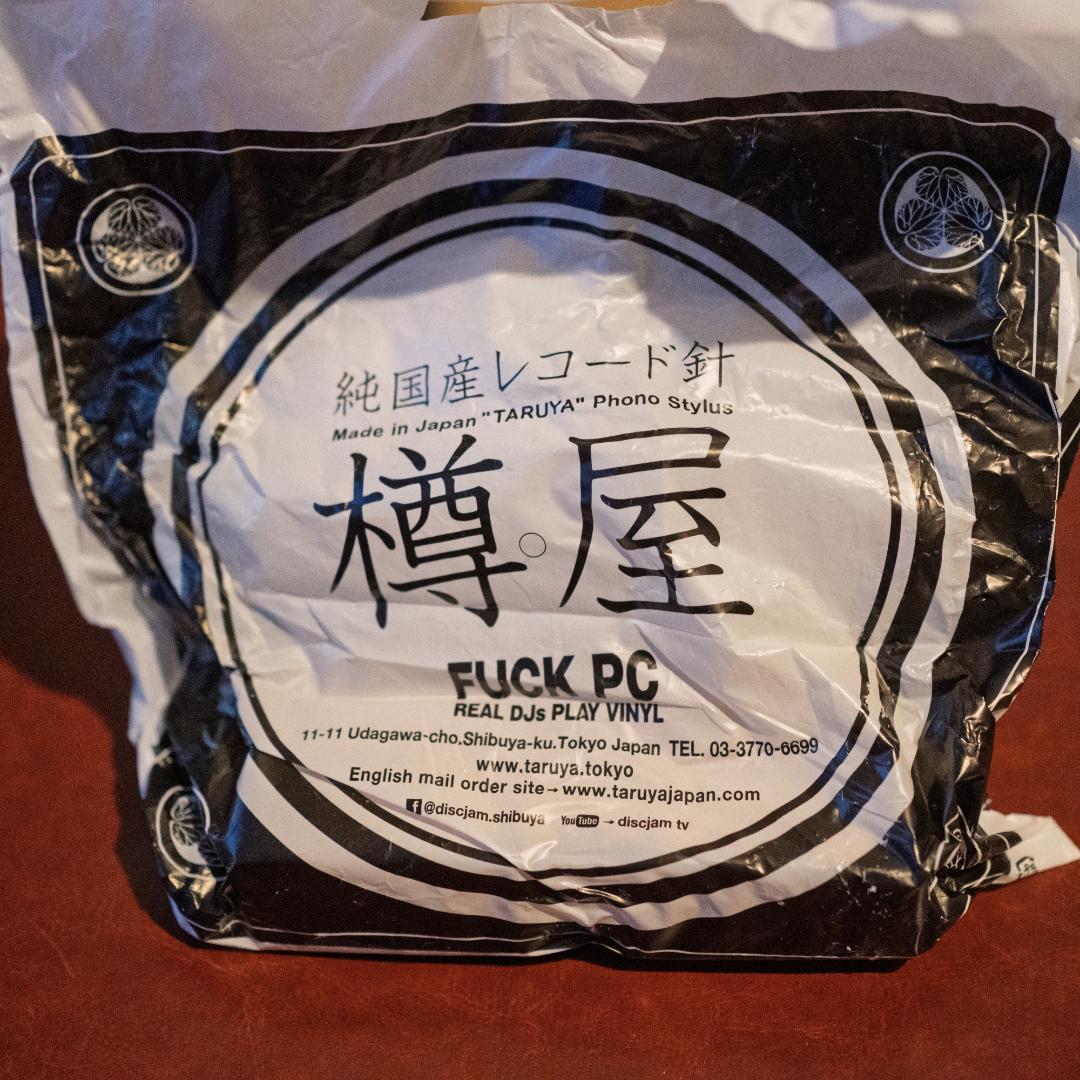 純国産レコード針
Made in Japan "TARUYA" Phono Stylus
樽屋
FUCK PC
REAL DJs PLAY VINYL
11-11 Udagawa-cho.Shibuya-ku.Tokyo Japan TEL. 03-3770-6699
www.taruya.tokyo
English mail order site→www.taruyajapan.com
f@discjam.shibuya YouTube → discjam tv